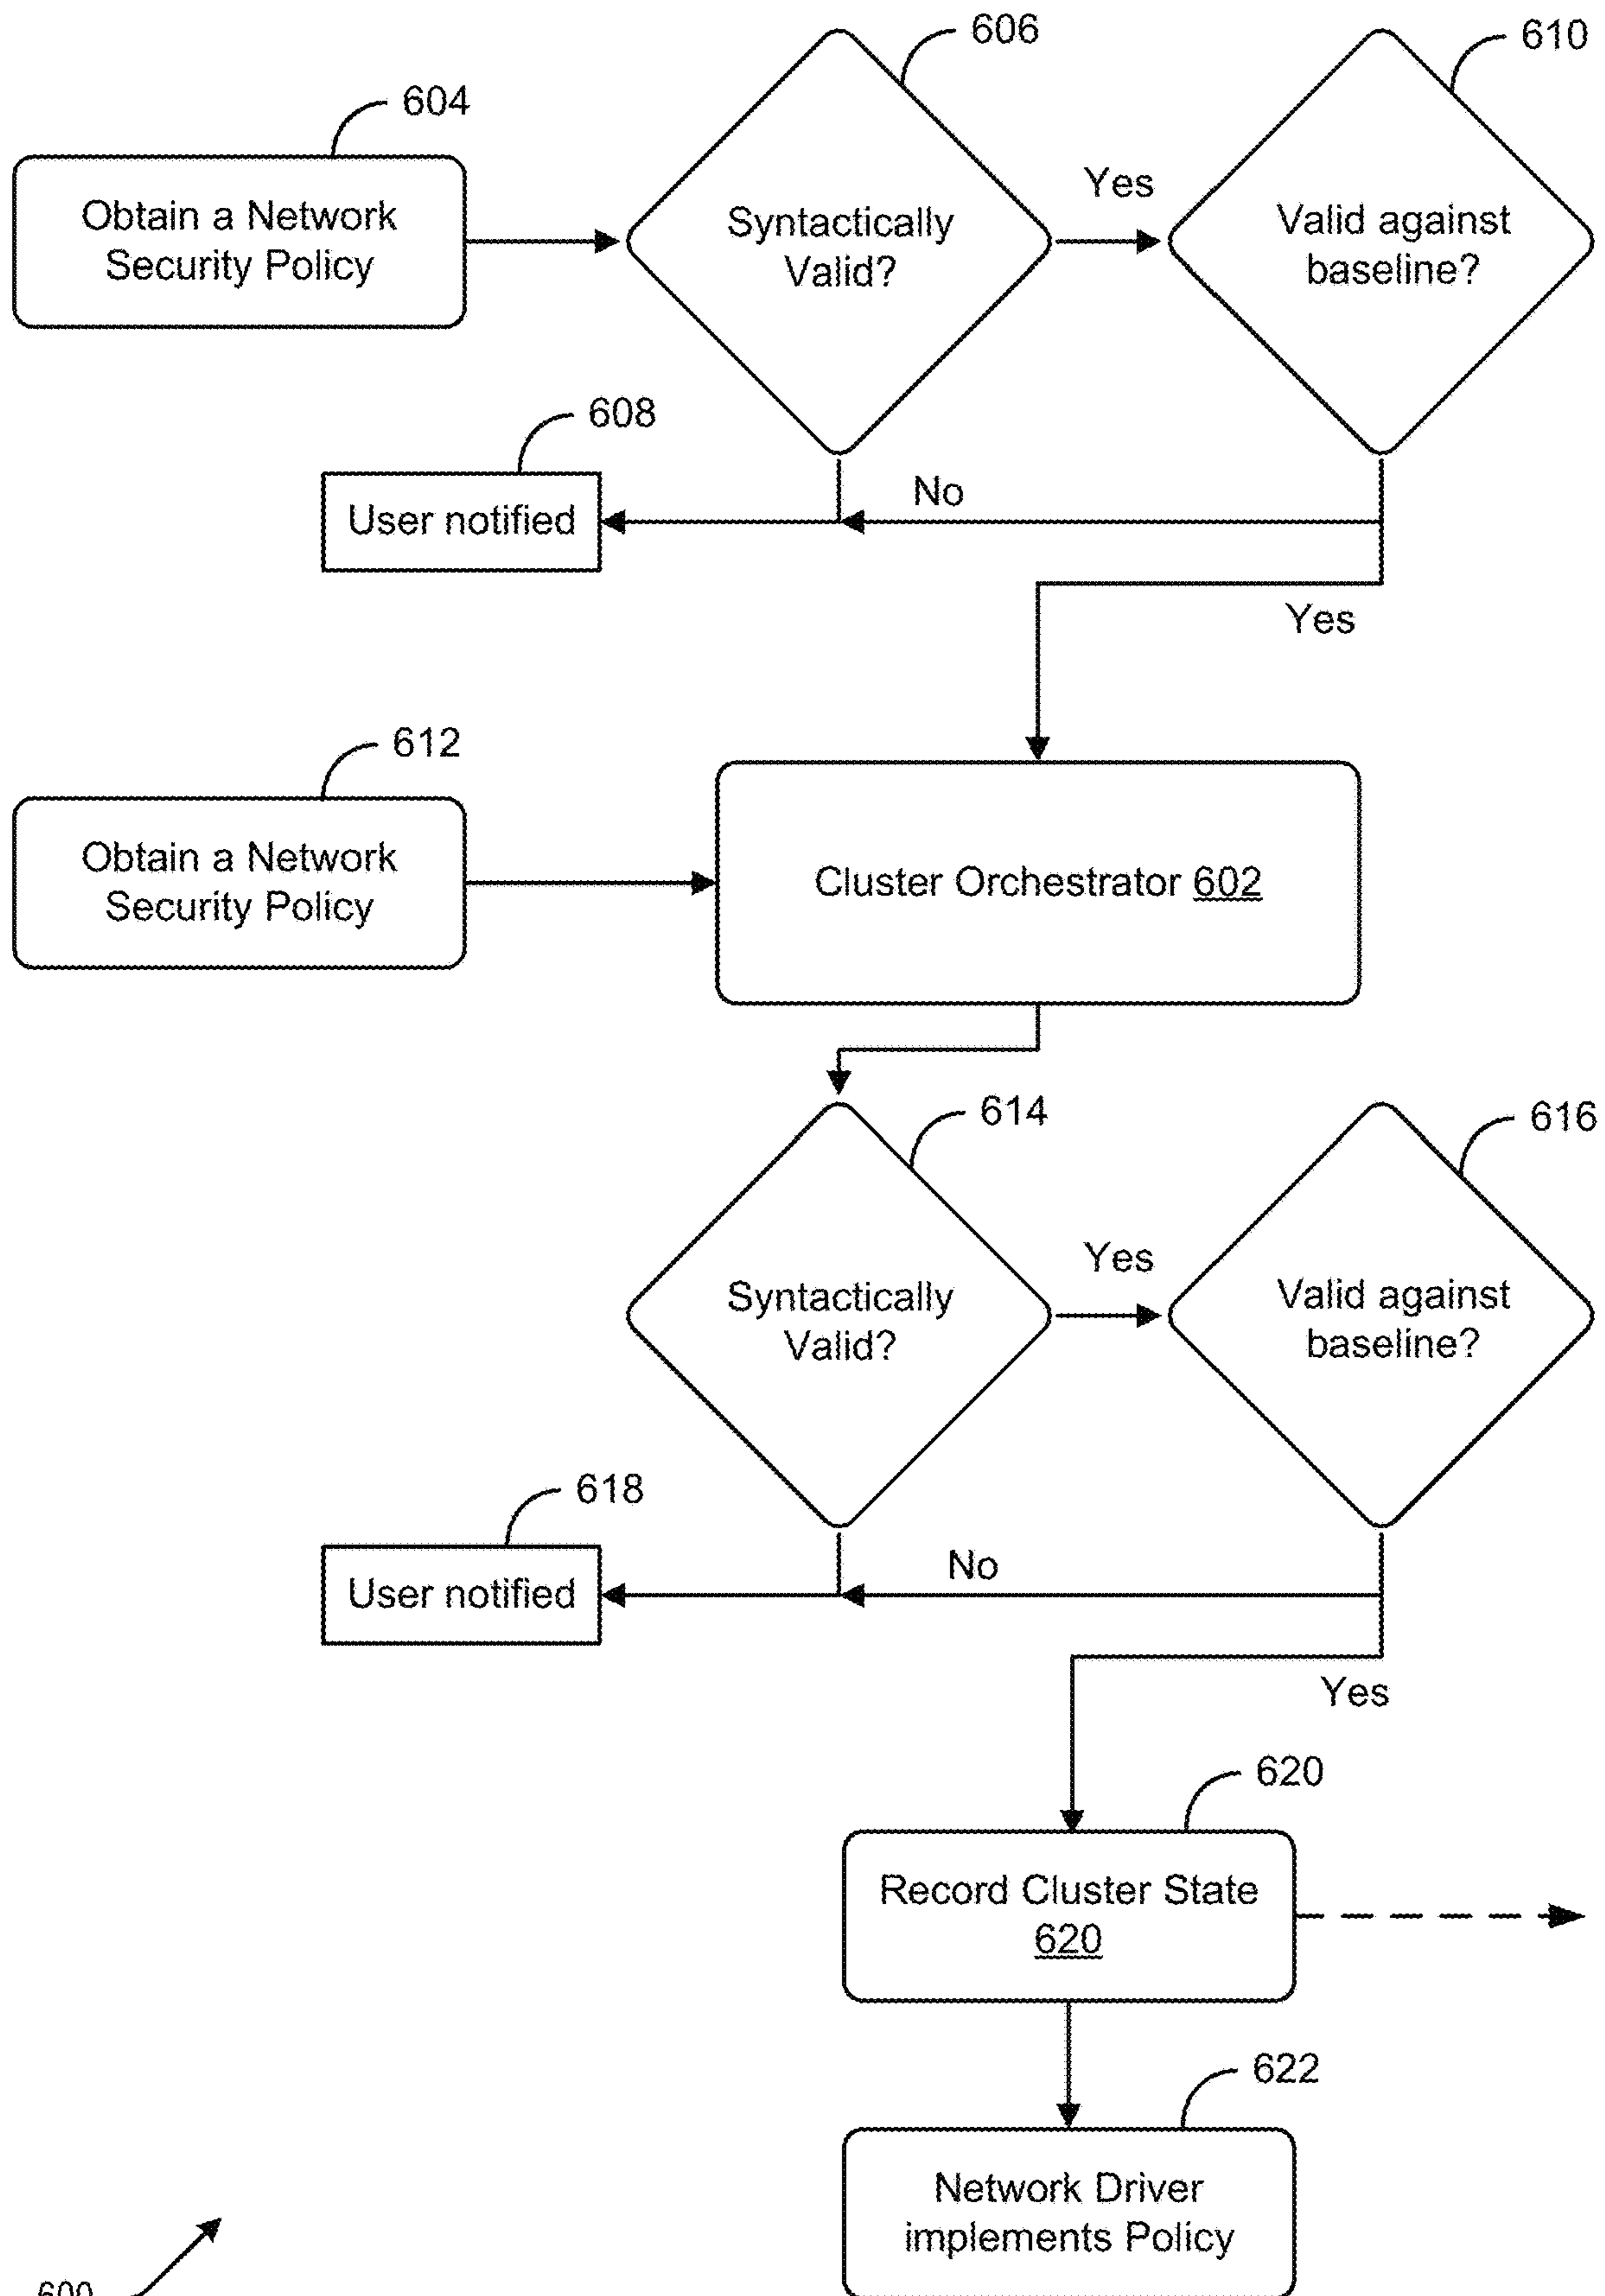 606
610
604
Obtain a Network
Security Policy
Syntactically
Valid?
Yes
Valid against
baseline?
608
User notified
No
Yes
612
Obtain a Network
Security Policy
Cluster Orchestrator 602
614
616
Syntactically
Valid?
Yes
Valid against
baseline?
618
User notified
No
Yes
620
Record Cluster State
620
622
Network Driver
implements Policy
600